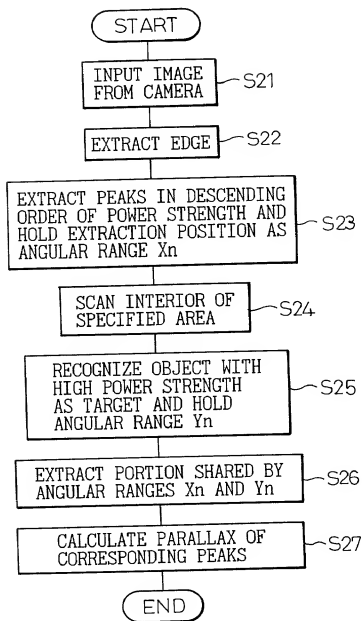 START
INPUT IMAGE
FROM CAMERA
S21
EXTRACT EDGE
S22
EXTRACT PEAKS IN DESCENDING
ORDER OF POWER STRENGTH AND
HOLD EXTRACTION POSITION AS
ANGULAR RANGE Xn
S23
SCAN INTERIOR OF
SPECIFIED AREA
S24
RECOGNIZE OBJECT WITH
HIGH POWER STRENGTH
AS TARGET AND HOLD
ANGULAR RANGE Yn
S25
EXTRACT PORTION SHARED BY
ANGULAR RANGES Xn AND Yn
S26
CALCULATE PARALLAX OF
CORRESPONDING PEAKS
S27
END